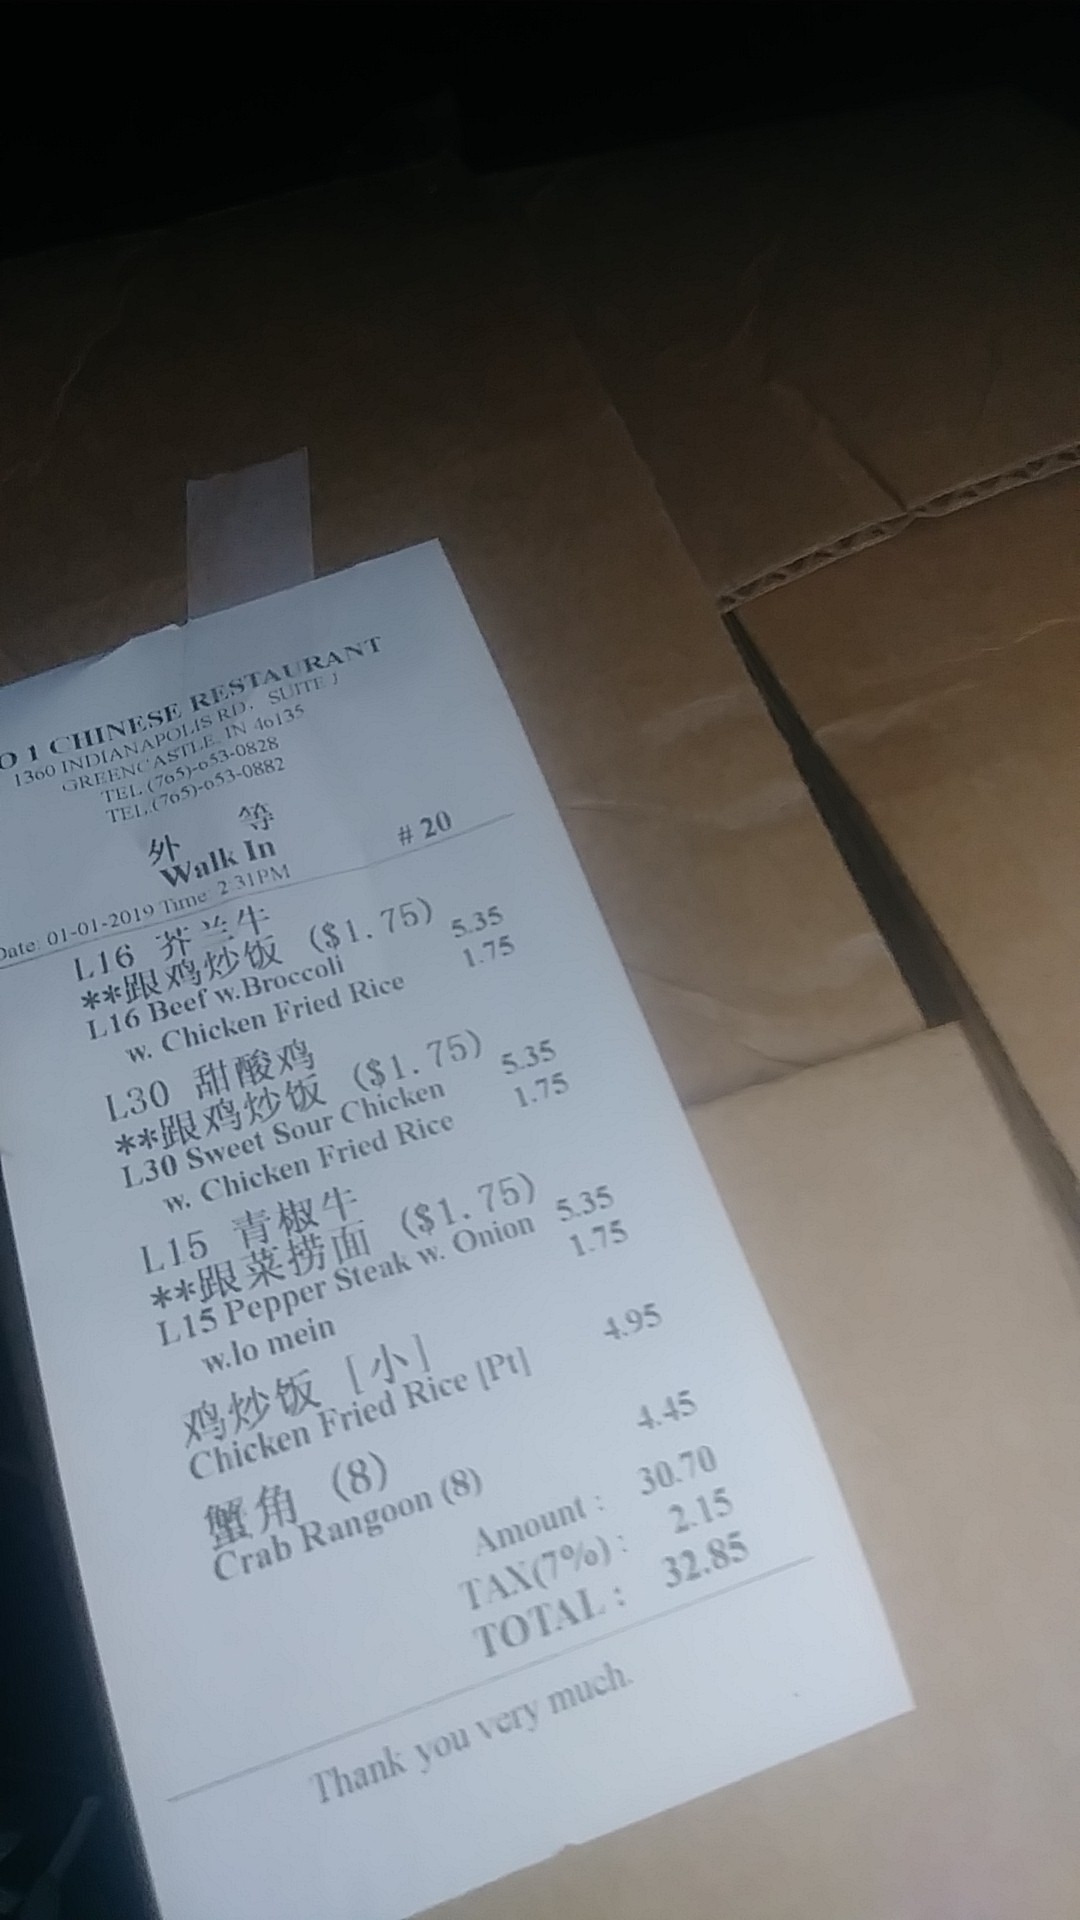 O 1 CHINESE RESTAURANT
1360 INDIANAPOLIS RD. SUITE J
GREENCASTLE, IN 46135
TEL (765)-653-0828
TEL.(765)-653-0882
外 等
Walk In # 20
Date: 01-01-2019 Time: 2:31PM
L16 芥兰牛 5.35
**跟鸡炒饭 ($1.75) 1.75
L16 Beef w.Broccoli
w. Chicken Fried Rice
L30 甜酸鸡 5.35
**跟鸡炒饭 ($1.75) 1.75
L30 Sweet Sour Chicken
w. Chicken Fried Rice
L15 青椒牛 5.35
**跟菜捞面 ($1.75) 1.75
L15 Pepper Steak w. Onion
w.lo mein
鸡炒饭 [小] 4.95
Chicken Fried Rice [Pt]
蟹角 (8) 4.45
Crab Rangoon (8)
Amount : 30.70
TAX(7%) : 2.15
TOTAL : 32.85
Thank you very much.